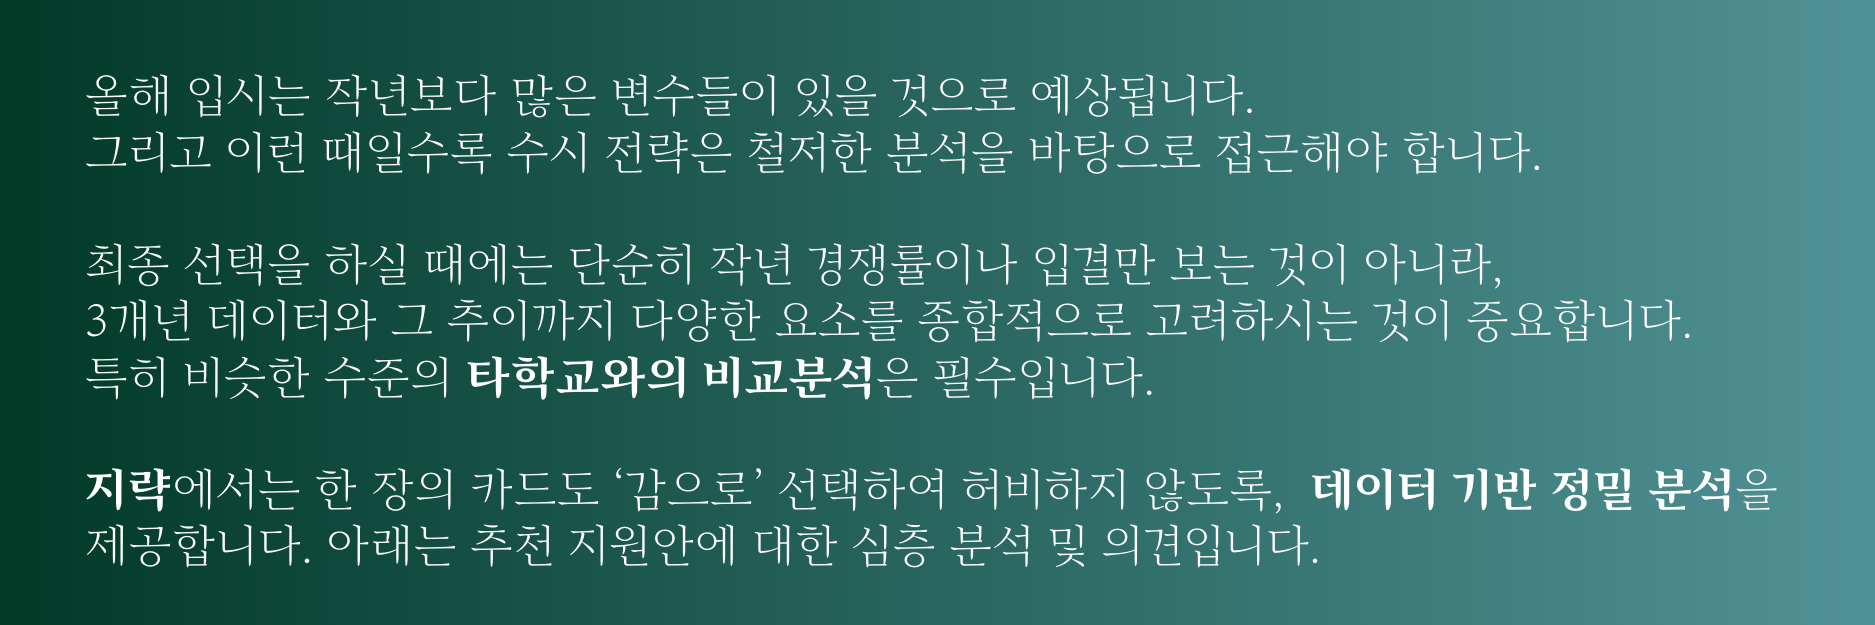 올해 입시는 작년보다 많은 변수들이 있을 것으로 예상됩니다.
그리고 이런 때일수록 수시 전략은 철저한 분석을 바탕으로 접근해야 합니다.
최종 선택을 하실 때에는 단순히 작년 경쟁률이나 입결만 보는 것이 아니라,
3개년 데이터와 그 추이까지 다양한 요소를 종합적으로 고려하시는 것이 중요합니다.
특히 비슷한 수준의 타학교와의 비교분석은 필수입니다.
지략에서는 한 장의 카드도 ‘감으로’ 선택하여 허비하지 않도록, 데이터 기반 정밀 분석을
제공합니다. 아래는 추천 지원안에 대한 심층 분석 및 의견입니다.